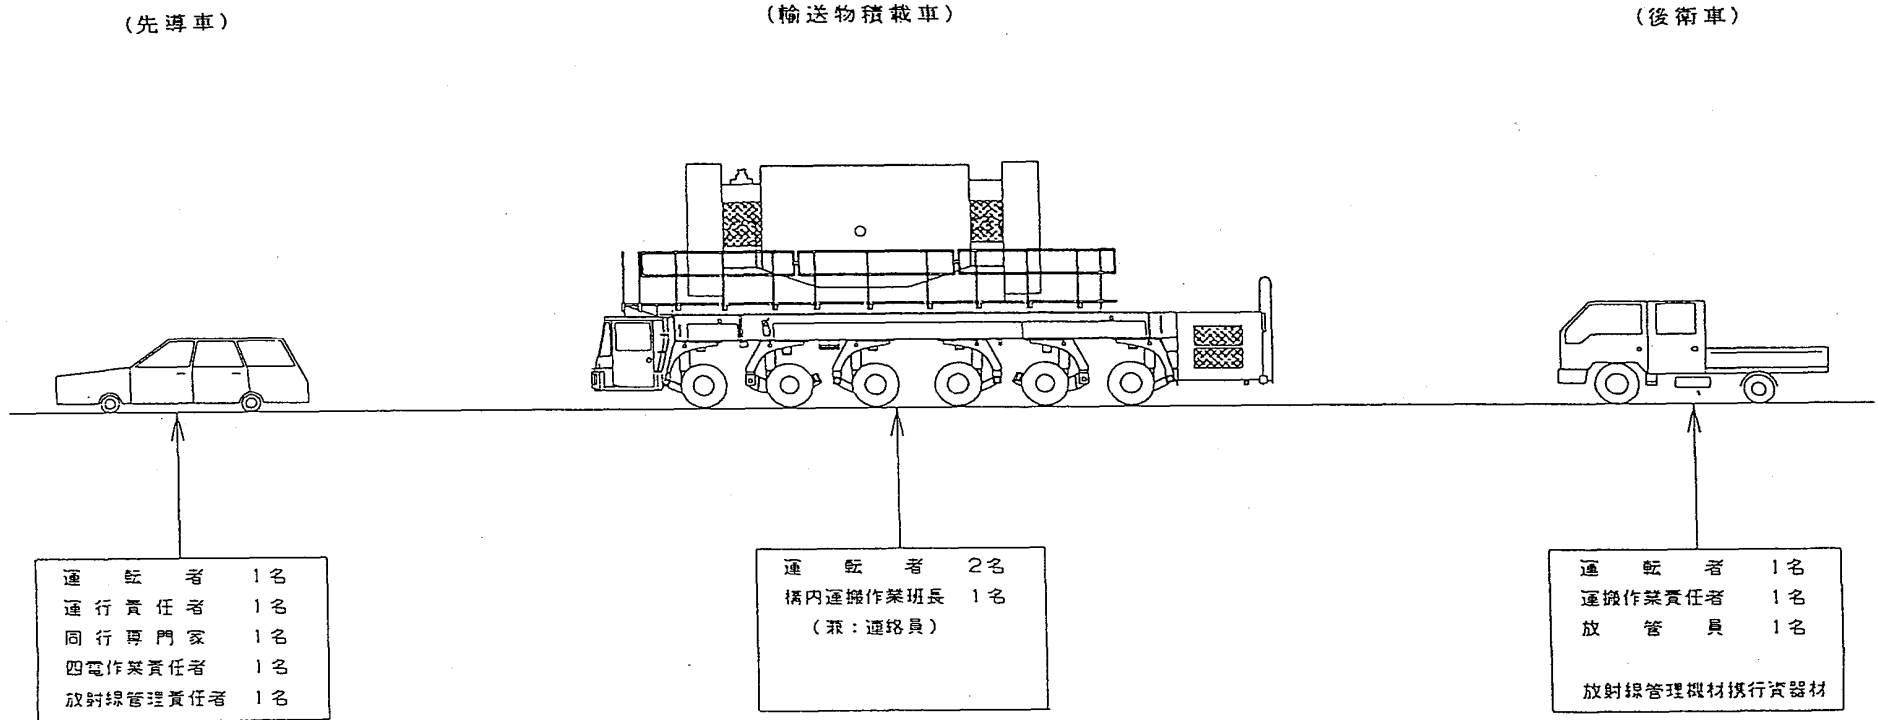 (先導車)
(輸送物積載車)
(後衛車)
運転者 1名
運行責任者 1名
同行専門家 1名
四電作業責任者 1名
放射線管理責任者 1名
運転者 2名
構内運搬作業班長 1名
(兼:連絡員)
運転者 1名
運搬作業責任者 1名
放管員 1名
放射線管理機材携行資器材